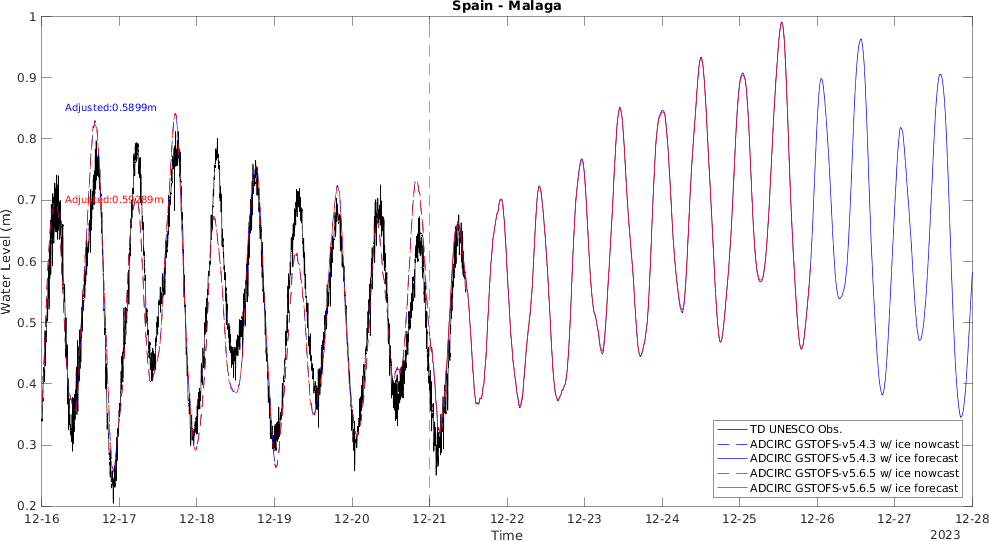 Spain - Malaga
1
0.9
0.8
0.7
0.6
0.5
0.4
0.3
0.2
Water Level (m)
Adjusted:0.5899m
TD UNESCO Obs.
ADCIRC GSTOFS-v5.4.3 w/ ice nowcast
ADCIRC GSTOFS-v5.4.3 w/ ice forecast
ADCIRC GSTOFS-v5.6.5 w/ ice nowcast
ADCIRC GSTOFS-v5.6.5 w/ ice forecast
12-16 12-17 12-18 12-19 12-20 12-21 12-22 12-23 12-24 12-25 12-26 12-27 12-28
Time
2023